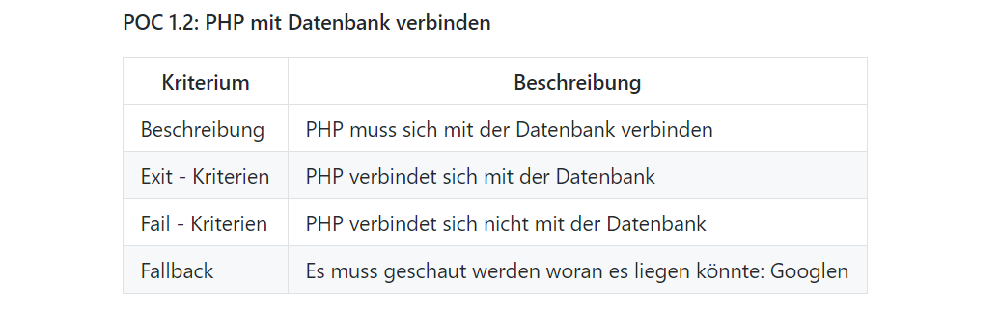 POC 1.2: PHP mit Datenbank verbinden
Kriterium Beschreibung
Beschreibung PHP muss sich mit der Datenbank verbinden
Exit - Kriterien PHP verbindet sich mit der Datenbank
Fail - Kriterien PHP verbindet sich nicht mit der Datenbank
Fallback Es muss geschaut werden woran es liegen könnte: Googlen